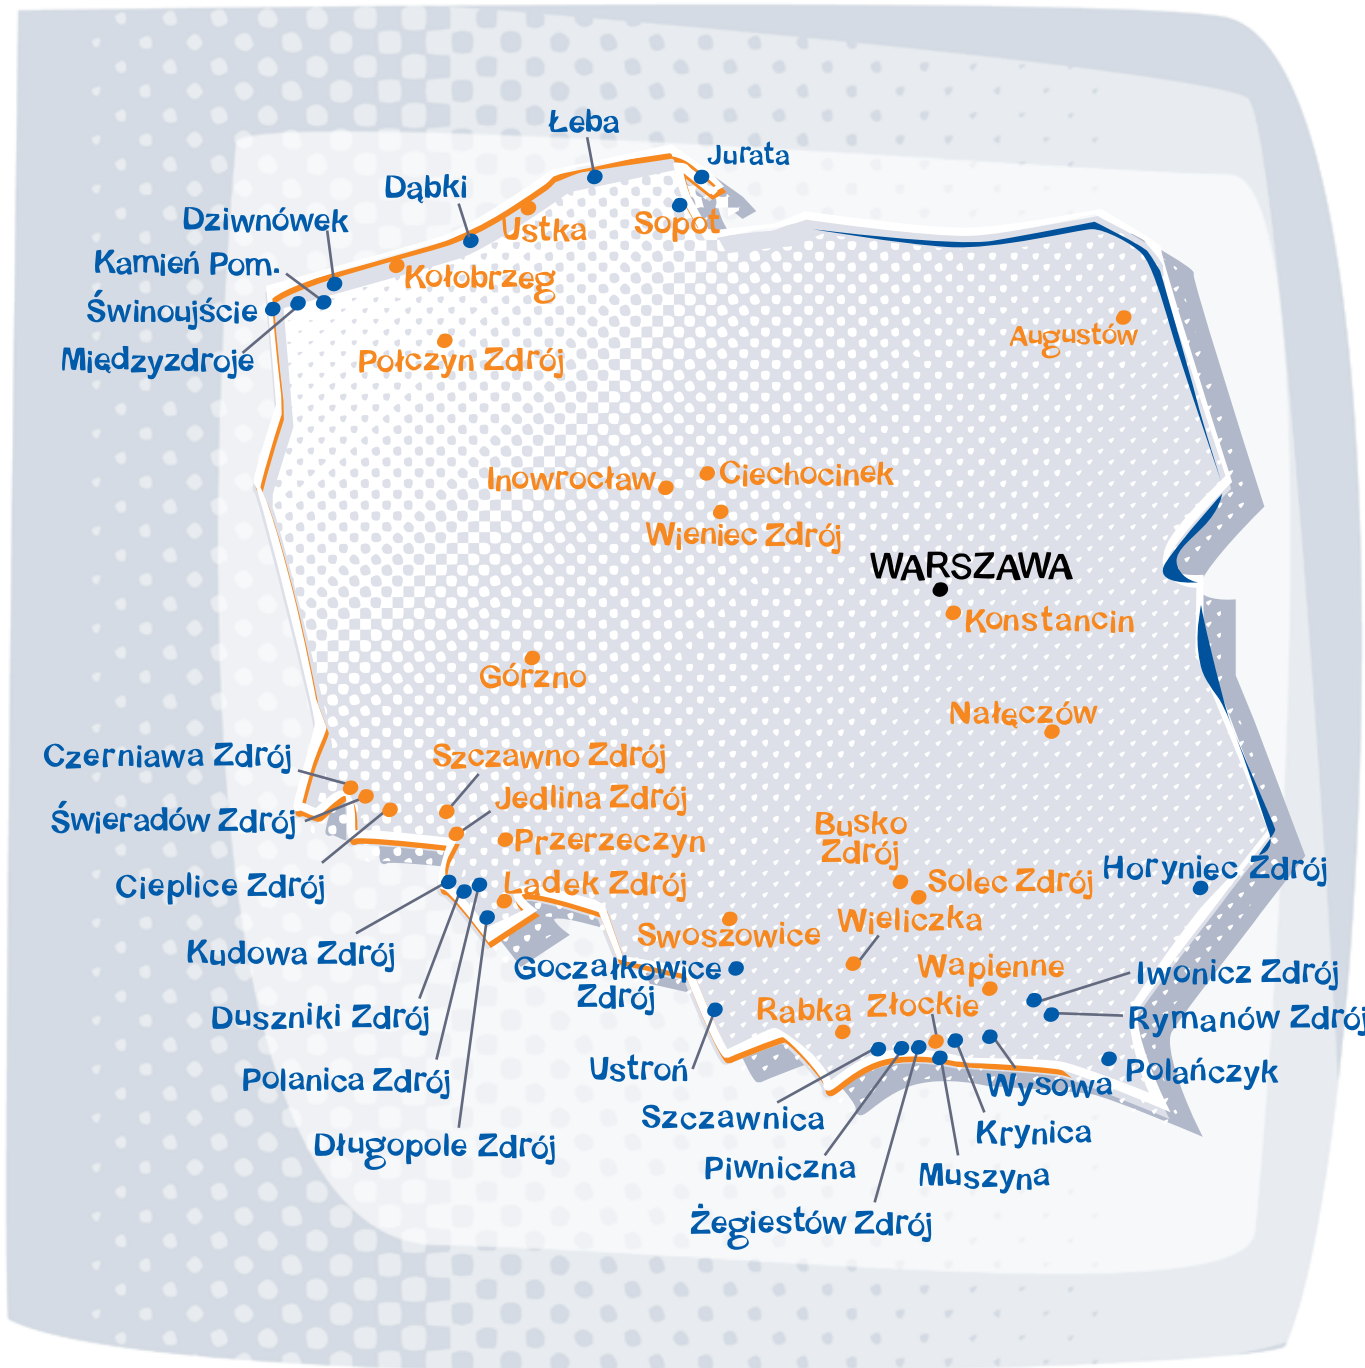 Łeba
Jurata
Dąbki
Dziwnówek
Sopot
Ustka
Kamień Pom.
Kołobrzeg
Świnoujście
Międzyzdroje
Połczyn Zdrój
Augustów
Inowrocław
Ciechocinek
Wieniec Zdrój
WARSZAWA
Konstancin
Górzno
Nałęczów
Czerniawa Zdrój
Szczawno Zdrój
Jedlina Zdrój
Świeradów Zdrój
Przerzeczyn
Busko
Zdrój
Horyniec Zdrój
Cieplice Zdrój
Lądek Zdrój
Solec Zdrój
Wieliczka
Swoszowice
Kudowa Zdrój
Goczałkowice
Zdrój
Wapienne
Iwonicz Zdrój
Rabka
Złockie
Duszniki Zdrój
Rymanów Zdrój
Ustroń
Polańczyk
Polanica Zdrój
Wysowa
Szczawnica
Krynica
Długopole Zdrój
Piwniczna
Muszyna
Żegiestów Zdrój